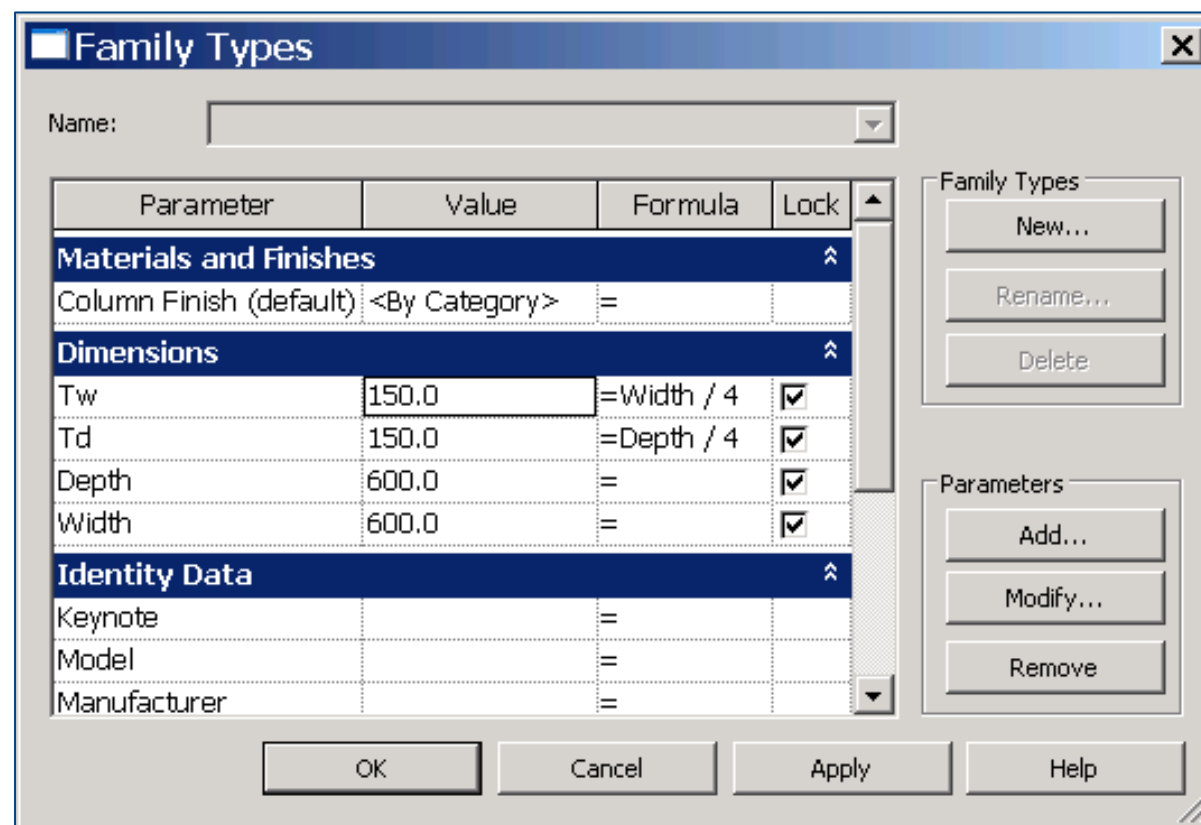 Family Types
Name:
Parameter Value Formula Lock
Materials and Finishes
Column Finish (default) <By Category> =
Dimensions
Tw 150.0 =Width / 4
Td 150.0 =Depth / 4
Depth 600.0 =
Width 600.0 =
Identity Data
Keynote =
Model =
Manufacturer =
Family Types
New...
Rename...
Delete
Parameters
Add...
Modify...
Remove
OK Cancel Apply Help